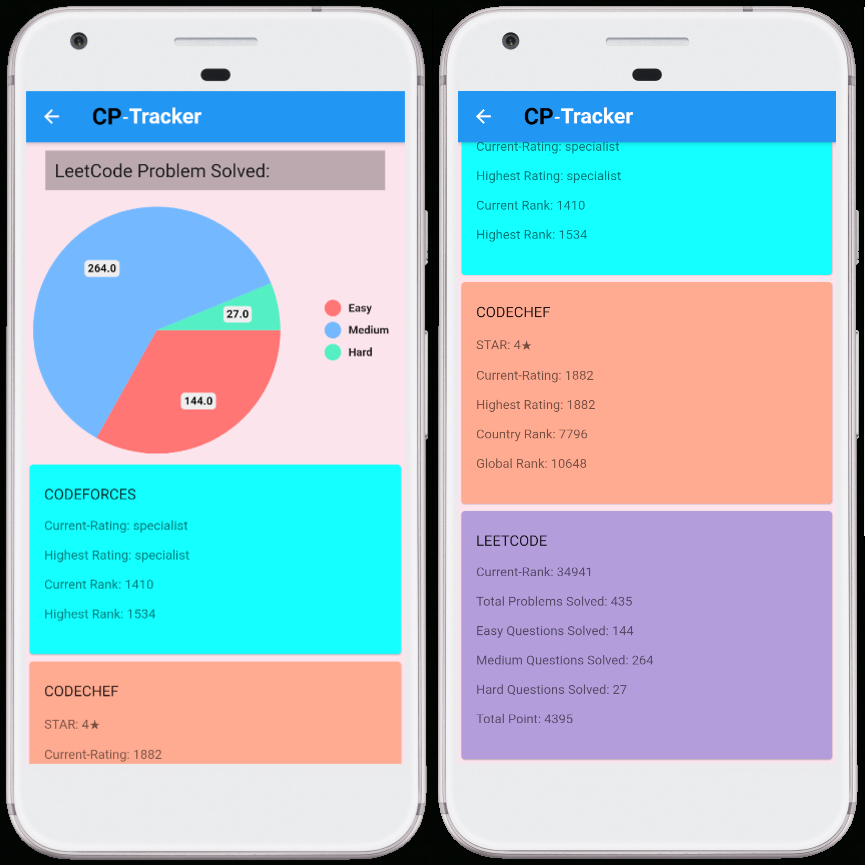 CP-Tracker
LeetCode Problem Solved:
264.0
27.0
144.0
Easy
Medium
Hard
CODEFORCES
Current-Rating: specialist
Highest Rating: specialist
Current Rank: 1410
Highest Rank: 1534
CODECHEF
STAR: 4★
Current-Rating: 1882
CP-Tracker
Current-Rating: specialist
Highest Rating: specialist
Current Rank: 1410
Highest Rank: 1534
CODECHEF
STAR: 4★
Current-Rating: 1882
Highest Rating: 1882
Country Rank: 7796
Global Rank: 10648
LEETCODE
Current-Rank: 34941
Total Problems Solved: 435
Easy Questions Solved: 144
Medium Questions Solved: 264
Hard Questions Solved: 27
Total Point: 4395